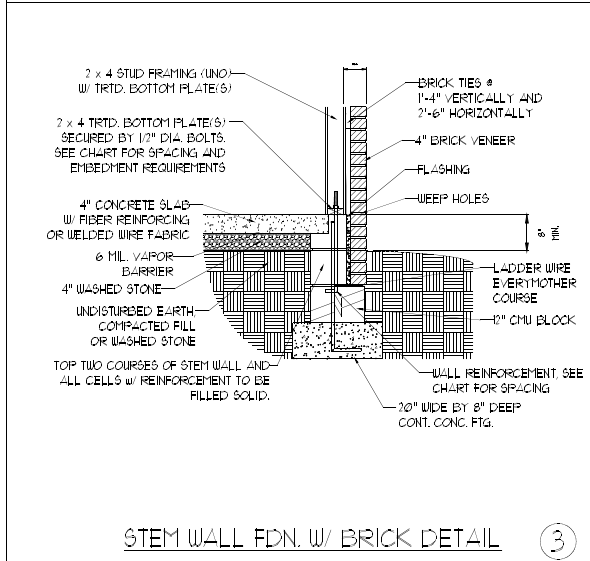 2 x 4 STUD FRAMING (UNO)
W/ TRTD. BOTTOM PLATE(S)
2 x 4 TRTD. BOTTOM PLATE(S)
SECURED BY 1/2" DIA. BOLTS.
SEE CHART FOR SPACING AND
EMBEDMENT REQUIREMENTS
4" CONCRETE SLAB
W/ FIBER REINFORCING
OR WELDED WIRE FABRIC
6 MIL. VAPOR
BARRIER
4" WASHED STONE
UNDISTURBED EARTH,
COMPACTED FILL
OR WASHED STONE
TOP TWO COURSES OF STEM WALL AND
ALL CELLS w/ REINFORCEMENT TO BE
FILLED SOLID.
BRICK TIES @
1'-4" VERTICALLY AND
2'-6" HORIZONTALLY
4" BRICK VENEER
FLASHING
WEEP HOLES
8"
MIN.
LADDER WIRE
EVERYMOTHER
COURSE
12" CMU BLOCK
WALL REINFORCEMENT, SEE
CHART FOR SPACING
20" WIDE BY 8" DEEP
CONT. CONC. FTG.
STEM WALL FDN. W/ BRICK DETAIL
3